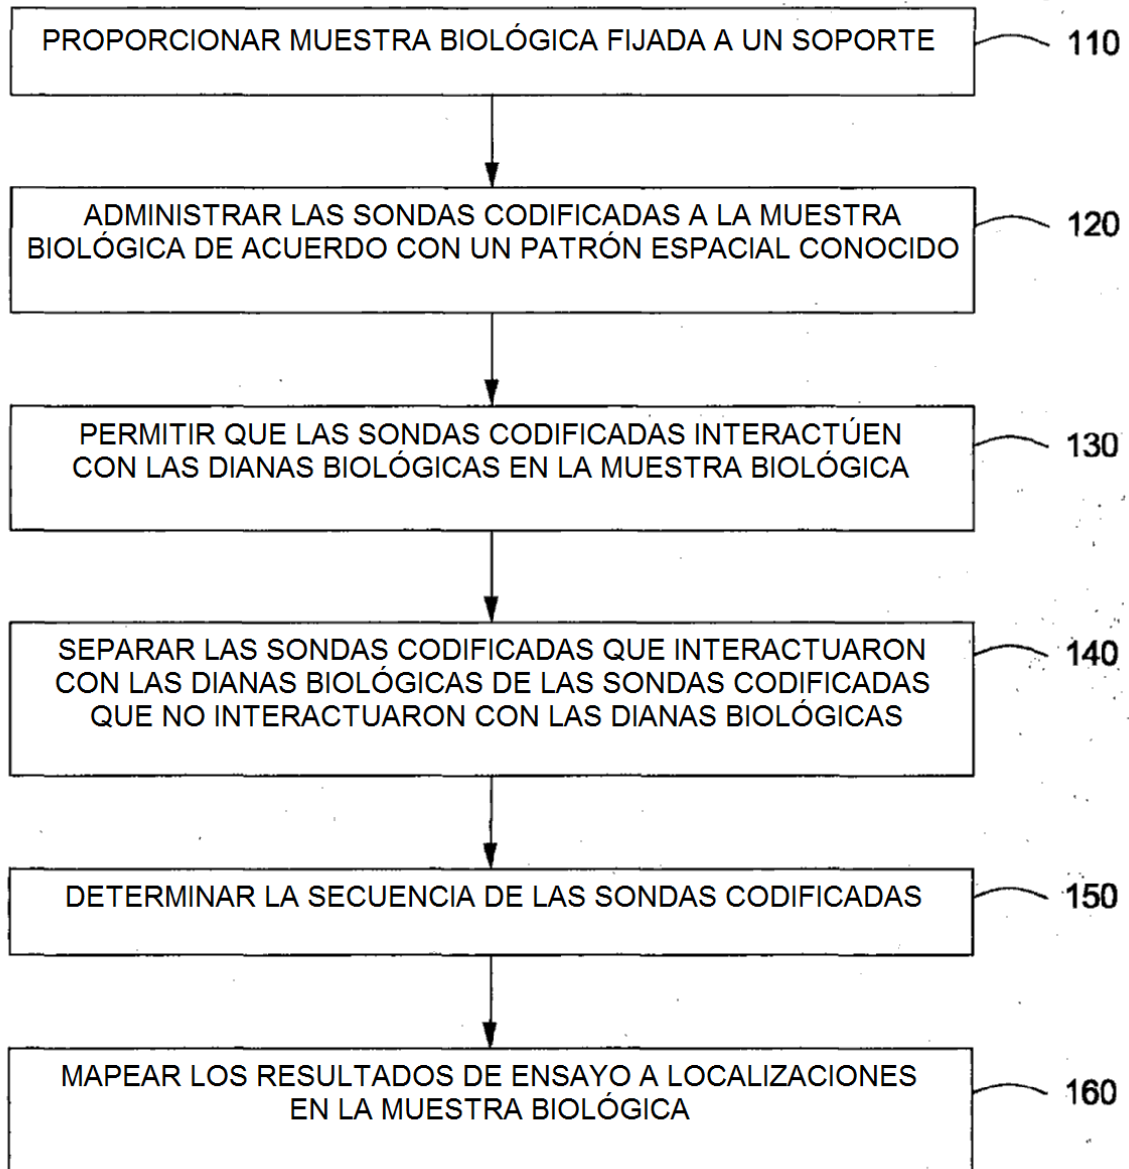 PROPORCIONAR MUESTRA BIOLÓGICA FIJADA A UN SOPORTE
110
ADMINISTRAR LAS SONDAS CODIFICADAS A LA MUESTRA
BIOLÓGICA DE ACUERDO CON UN PATRÓN ESPACIAL CONOCIDO
120
PERMITIR QUE LAS SONDAS CODIFICADAS INTERACTÚEN
CON LAS DIANAS BIOLÓGICAS EN LA MUESTRA BIOLÓGICA
130
SEPARAR LAS SONDAS CODIFICADAS QUE INTERACTUARON
CON LAS DIANAS BIOLÓGICAS DE LAS SONDAS CODIFICADAS
QUE NO INTERACTUARON CON LAS DIANAS BIOLÓGICAS
140
DETERMINAR LA SECUENCIA DE LAS SONDAS CODIFICADAS
150
MAPEAR LOS RESULTADOS DE ENSAYO A LOCALIZACIONES
EN LA MUESTRA BIOLÓGICA
160